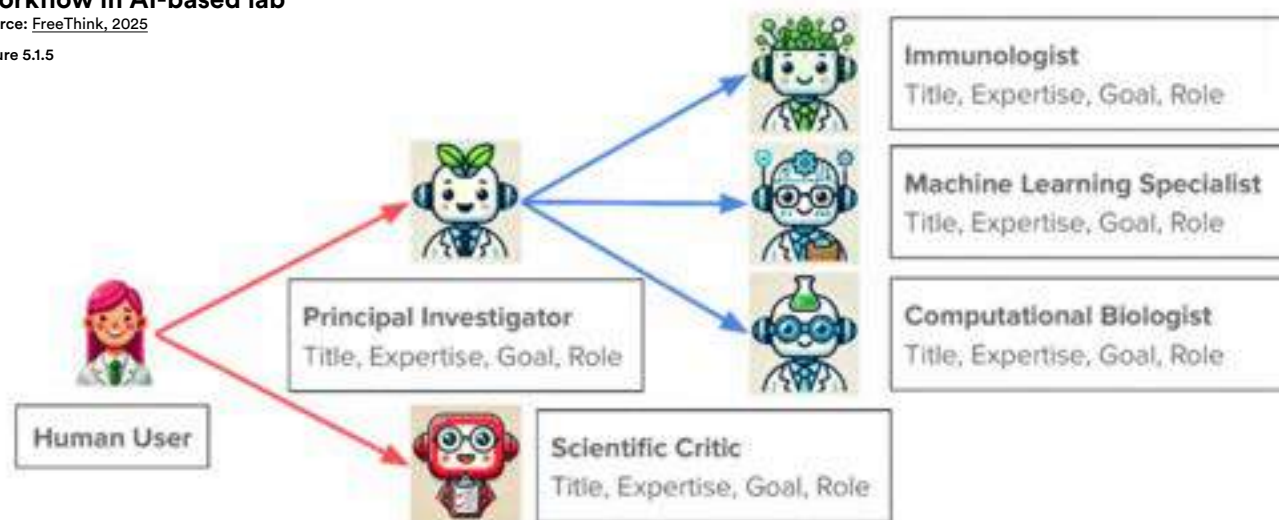 orkflow in AI-based lab
rce: FreeThink, 2025
ure 5.1.5
Immunologist
Title, Expertise, Goal, Role
Machine Learning Specialist
Title, Expertise, Goal, Role
Principal Investigator
Title, Expertise, Goal, Role
Computational Biologist
Title, Expertise, Goal, Role
Human User
Scientific Critic
Title, Expertise, Goal, Role